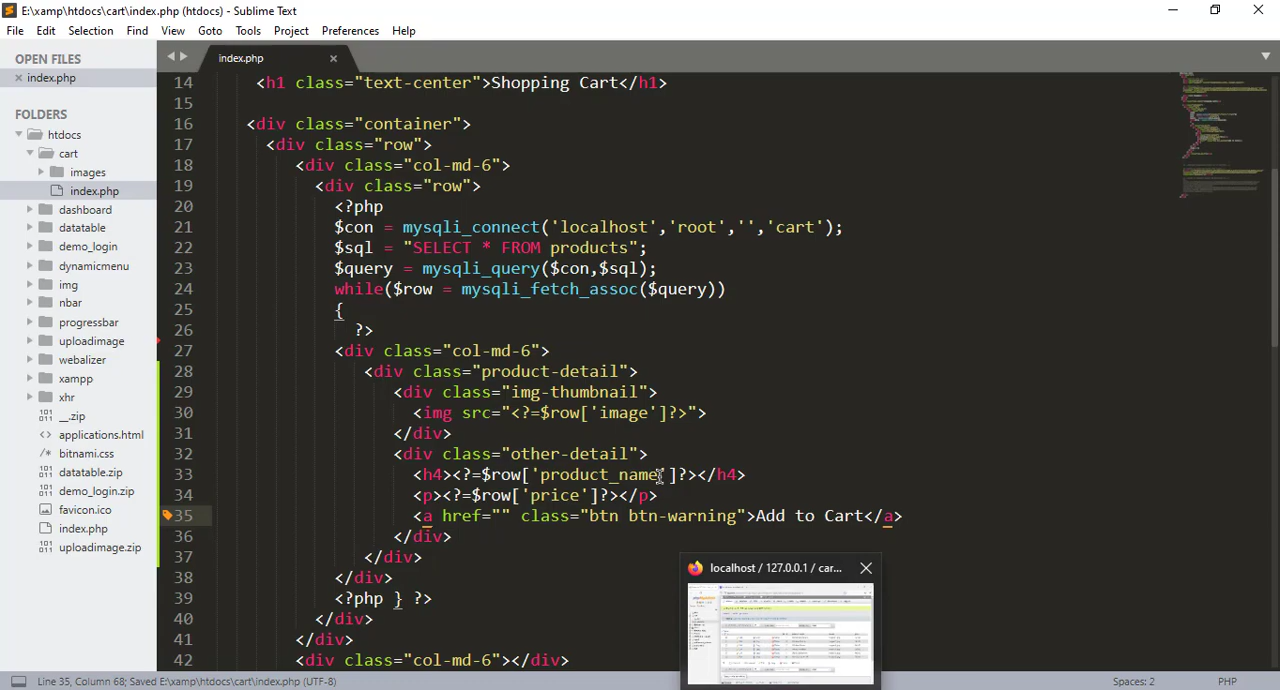 E:\xamp\htdocs\cart\index.php (htdocs) - Sublime Text
File Edit Selection Find View Goto Tools Project Preferences Help
OPEN FILES
index.php
FOLDERS
htdocs
cart
images
index.php
dashboard
datatable
demo_login
dynamicmenu
img
nbar
progressbar
uploadimage
webalizer
xampp
xhr
__.zip
applications.html
bitnami.css
datatable.zip
demo_login.zip
favicon.ico
index.php
uploadimage.zip
index.php
14 <h1 class="text-center">Shopping Cart</h1>
15
16 <div class="container">
17 <div class="row">
18 <div class="col-md-6">
19 <div class="row">
20 <?php
21 $con = mysqli_connect('localhost','root','','cart');
22 $sql = "SELECT * FROM products";
23 $query = mysqli_query($con,$sql);
24 while($row = mysqli_fetch_assoc($query))
25 {
26 ?>
27 <div class="col-md-6">
28 <div class="product-detail">
29 <div class="img-thumbnail">
30 <img src="<?=$row['image']?>">
31 </div>
32 <div class="other-detail">
33 <h4><?=$row['product_name']?></h4>
34 <p><?=$row['price']?></p>
35 <a href="" class="btn btn-warning">Add to Cart</a>
36 </div>
37 </div>
38 </div>
39 <?php } ?>
40 </div>
41 </div>
42 <div class="col-md-6"></div>
localhost / 127.0.0.1 / car...
Line 35, Column 68; Saved E:\xamp\htdocs\cart\index.php (UTF-8)
Spaces: 2
PHP